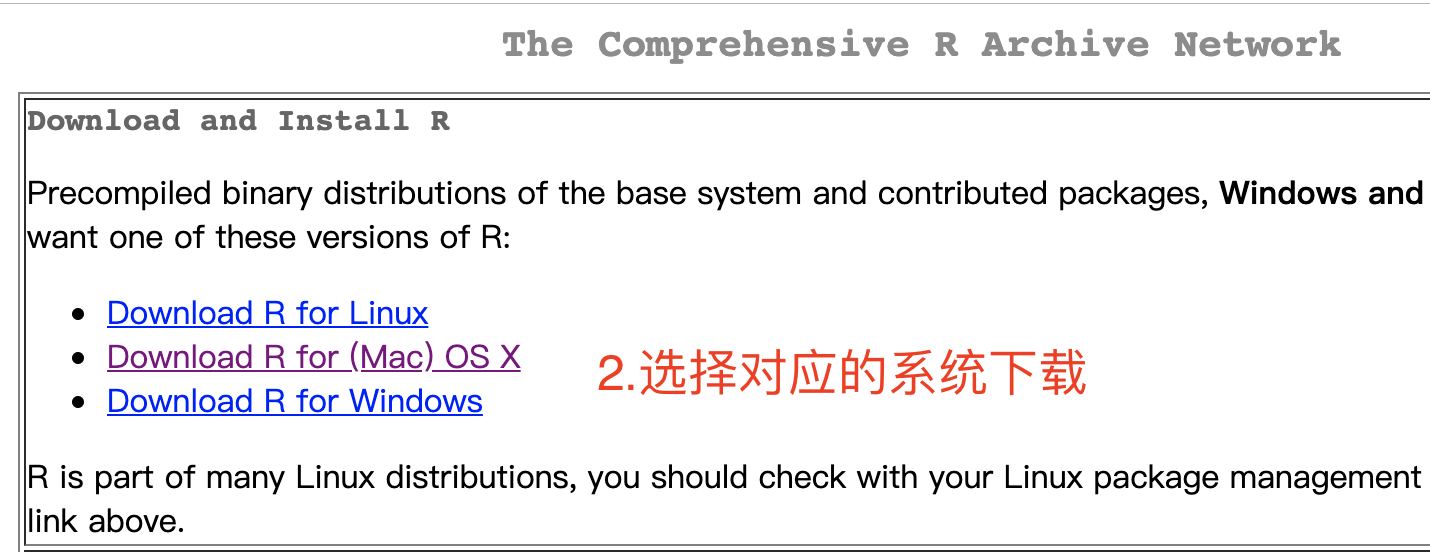 The Comprehensive R Archive Network
Download and Install R
Precompiled binary distributions of the base system and contributed packages, Windows and
want one of these versions of R:
Download R for Linux
Download R for (Mac) OS X
2.选择对应的系统下载
Download R for Windows
R is part of many Linux distributions, you should check with your Linux package management
link above.